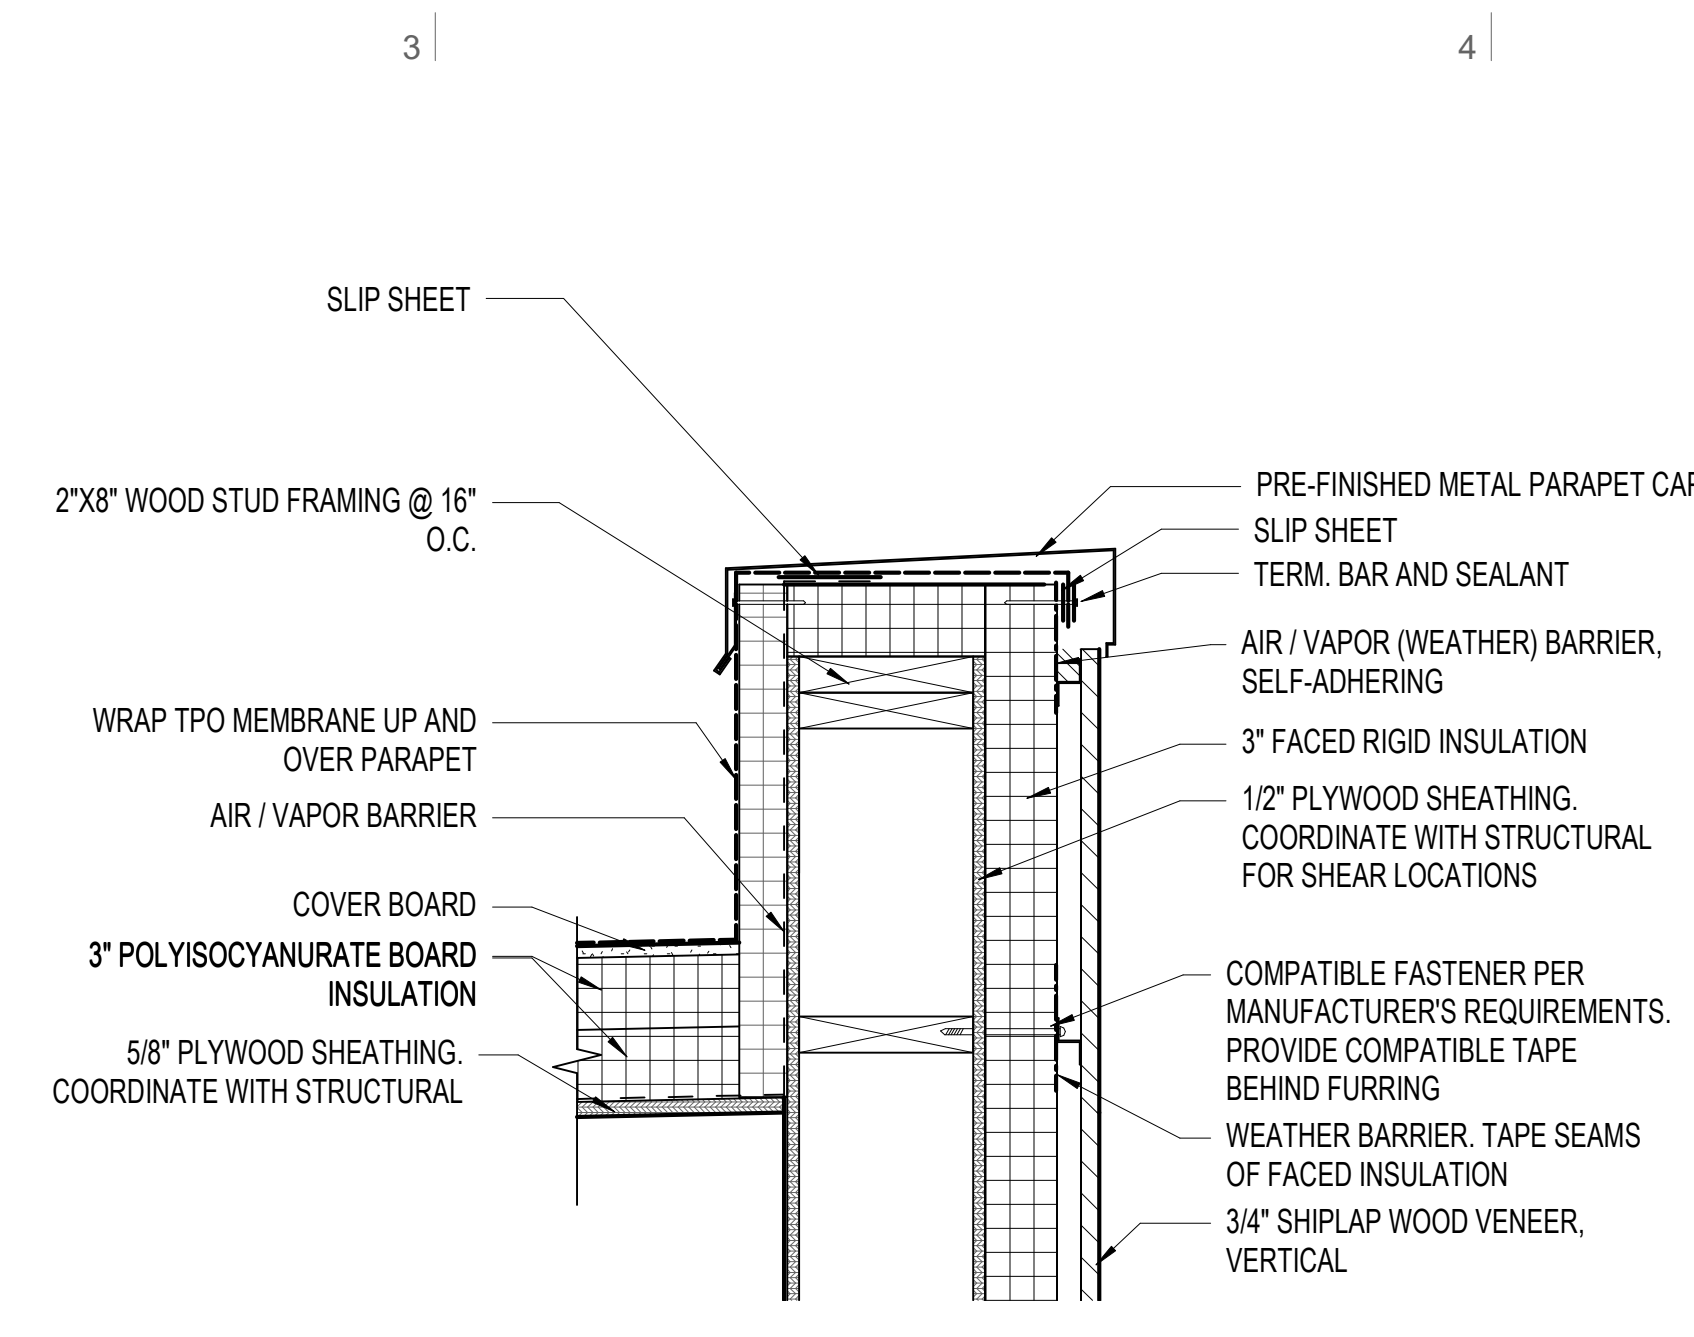 3
4
SLIP SHEET
2"X8" WOOD STUD FRAMING @ 16"
O.C.
WRAP TPO MEMBRANE UP AND
OVER PARAPET
AIR / VAPOR BARRIER
COVER BOARD
3" POLYISOCYANURATE BOARD
INSULATION
5/8" PLYWOOD SHEATHING.
COORDINATE WITH STRUCTURAL
PRE-FINISHED METAL PARAPET
SLIP SHEET
TERM. BAR AND SEALANT
AIR / VAPOR (WEATHER) BARRIER,
SELF-ADHERING
3" FACED RIGID INSULATION
1/2" PLYWOOD SHEATHING.
COORDINATE WITH STRUCTURAL
FOR SHEAR LOCATIONS
COMPATIBLE FASTENER PER
MANUFACTURER'S REQUIREMENTS.
PROVIDE COMPATIBLE TAPE
BEHIND FURRING
WEATHER BARRIER. TAPE SEAMS
OF FACED INSULATION
3/4" SHIPLAP WOOD VENEER,
VERTICAL